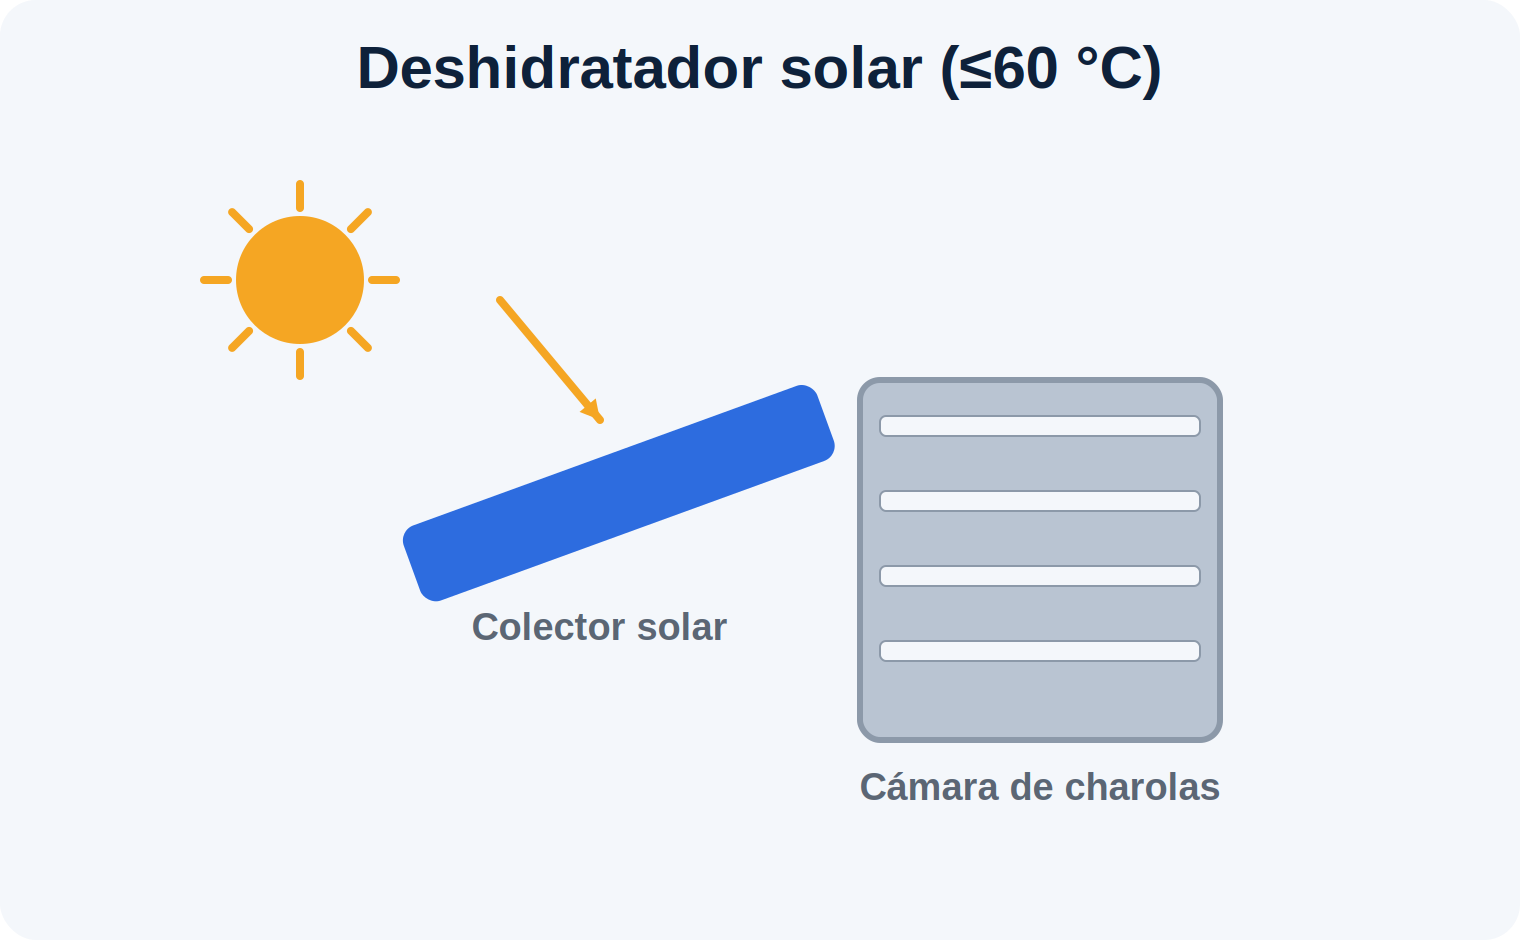 Deshidratador solar (≤60 °C)
Colector solar
Cámara de charolas